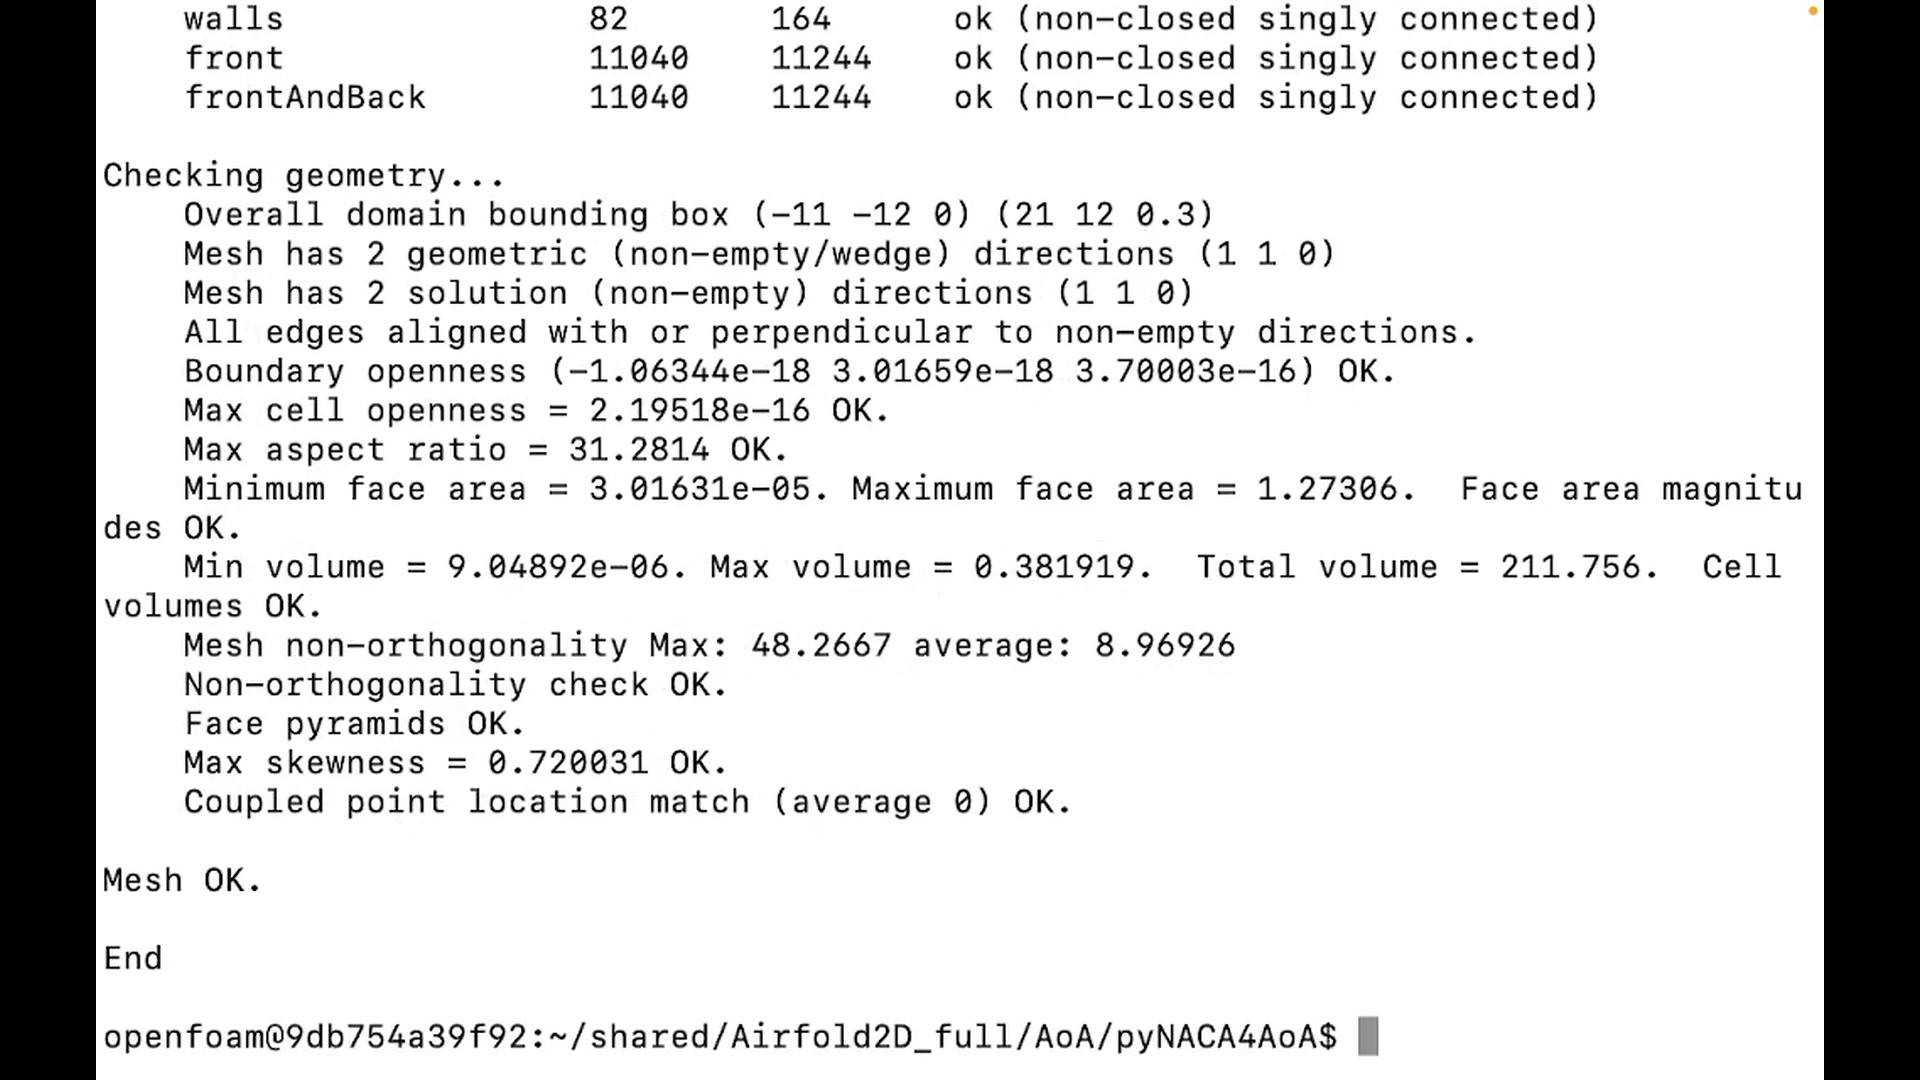 walls 82 164 ok (non-closed singly connected)
front 11040 11244 ok (non-closed singly connected)
frontAndBack 11040 11244 ok (non-closed singly connected)
Checking geometry...
Overall domain bounding box (-11 -12 0) (21 12 0.3)
Mesh has 2 geometric (non-empty/wedge) directions (1 1 0)
Mesh has 2 solution (non-empty) directions (1 1 0)
All edges aligned with or perpendicular to non-empty directions.
Boundary openness (-1.06344e-18 3.01659e-18 3.70003e-16) OK.
Max cell openness = 2.19518e-16 OK.
Max aspect ratio = 31.2814 OK.
Minimum face area = 3.01631e-05. Maximum face area = 1.27306.  Face area magnitu
des OK.
Min volume = 9.04892e-06. Max volume = 0.381919.  Total volume = 211.756.  Cell
volumes OK.
Mesh non-orthogonality Max: 48.2667 average: 8.96926
Non-orthogonality check OK.
Face pyramids OK.
Max skewness = 0.720031 OK.
Coupled point location match (average 0) OK.
Mesh OK.
End
openfoam@9db754a39f92:~/shared/Airfold2D_full/AoA/pyNACA4AoA$